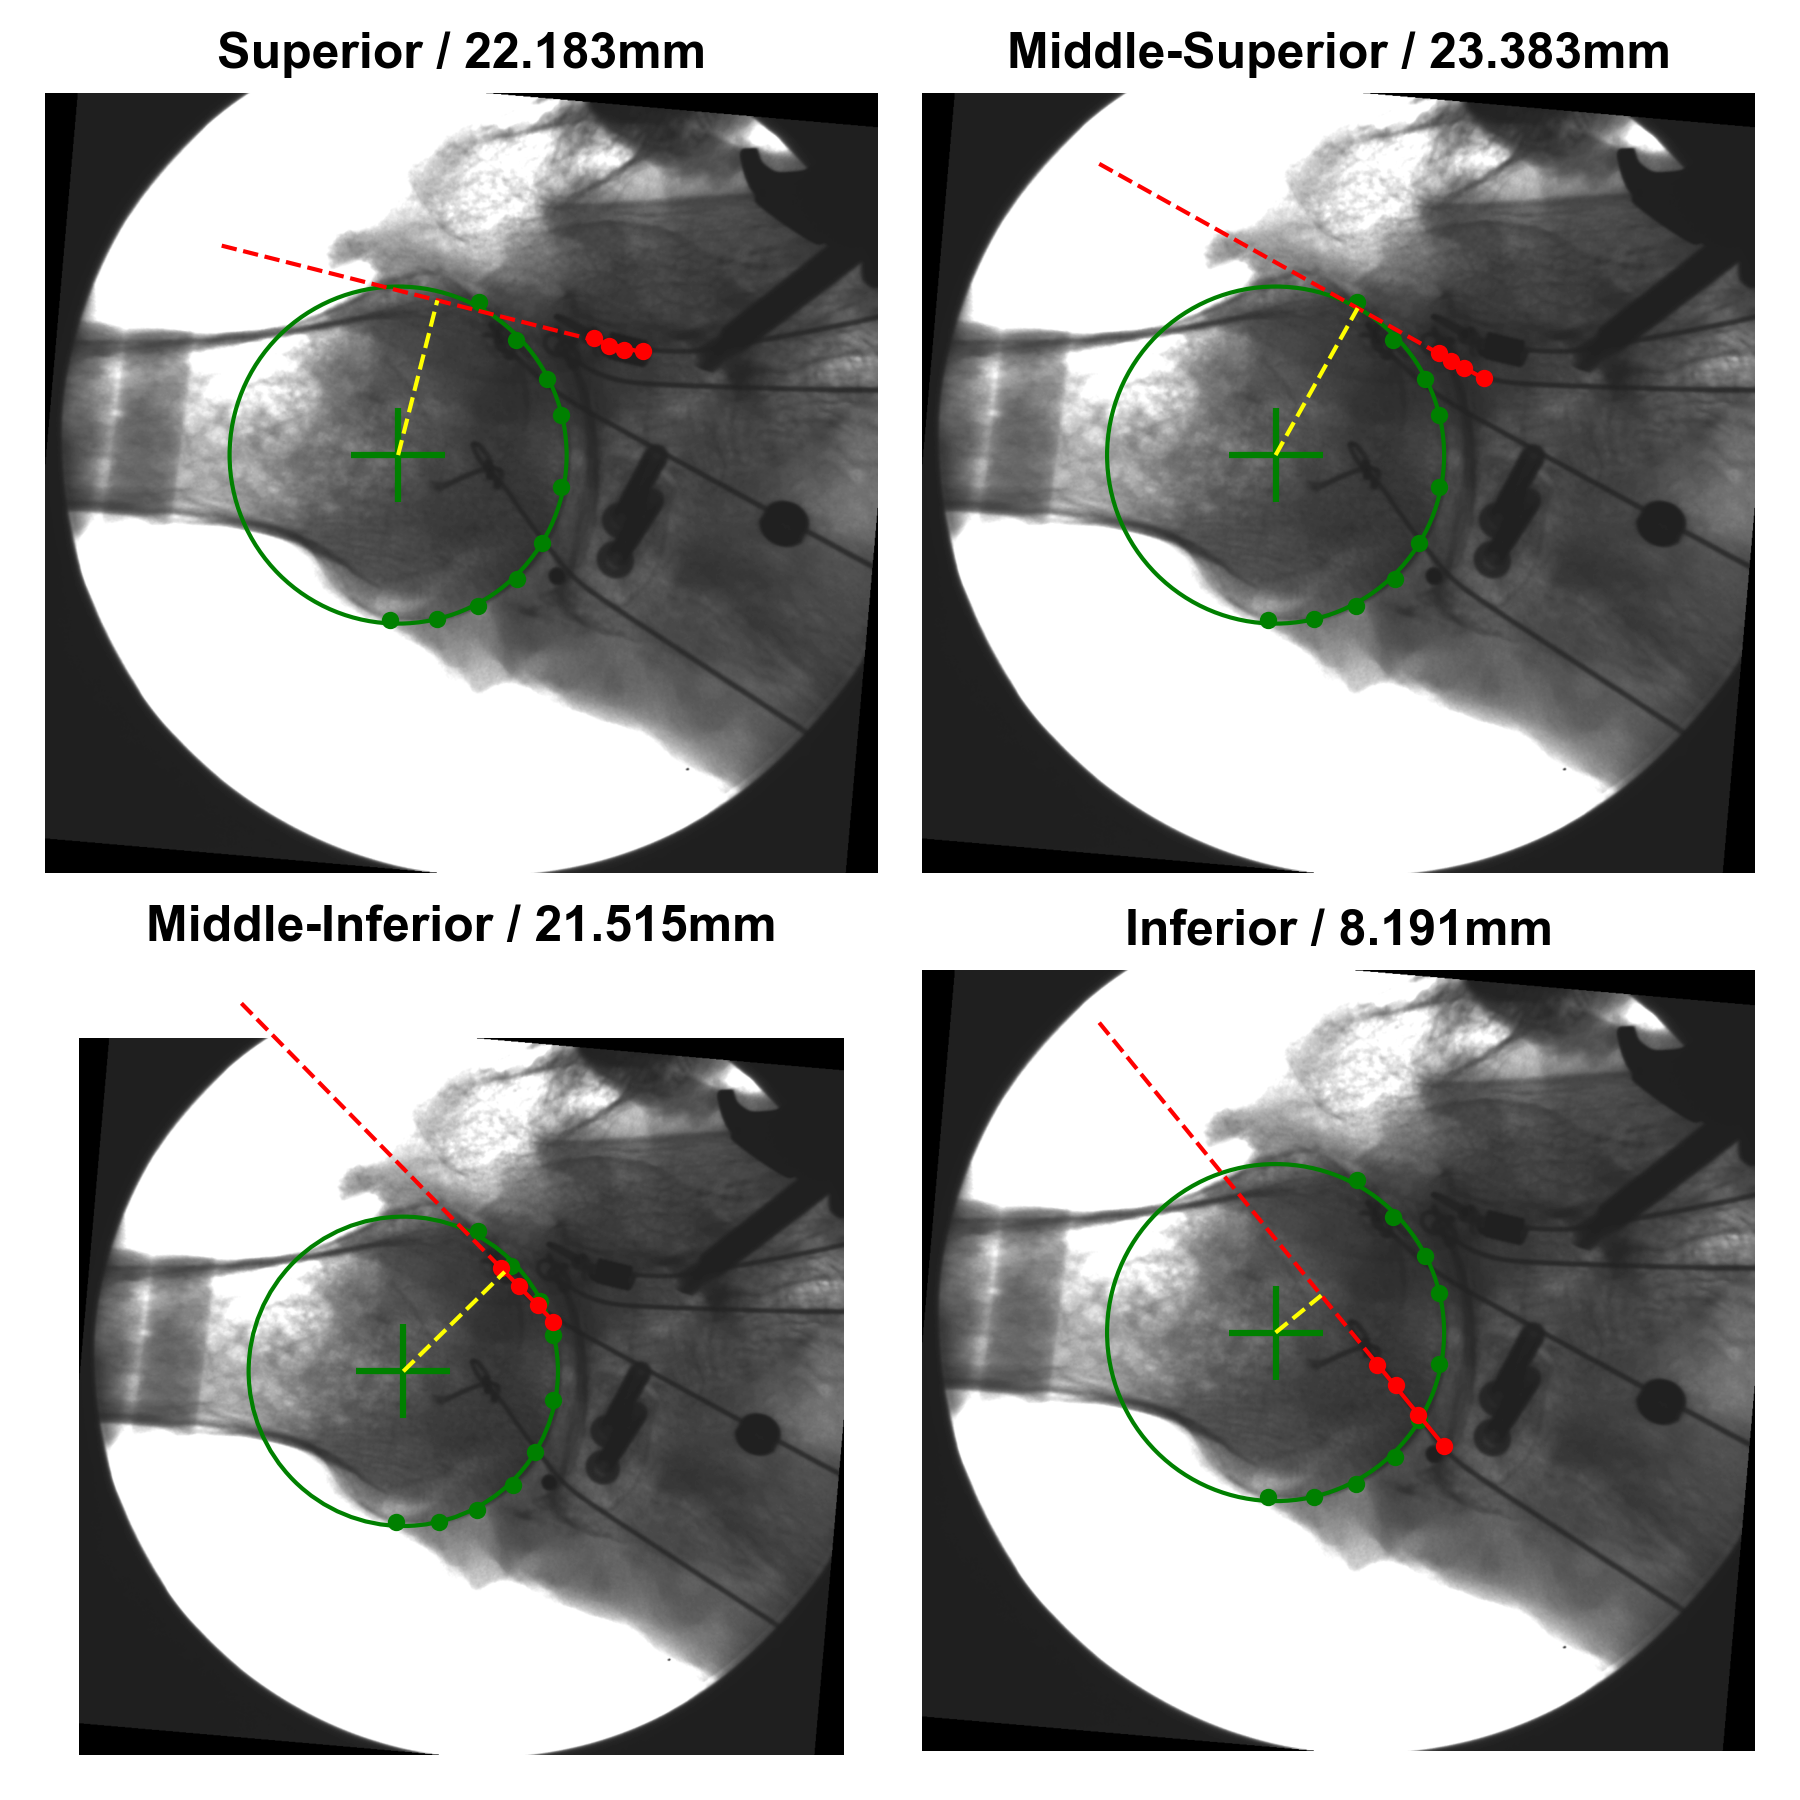 Superior / 22.183mm
Middle-Superior / 23.383mm
Middle-Inferior / 21.515mm
Inferior / 8.191mm